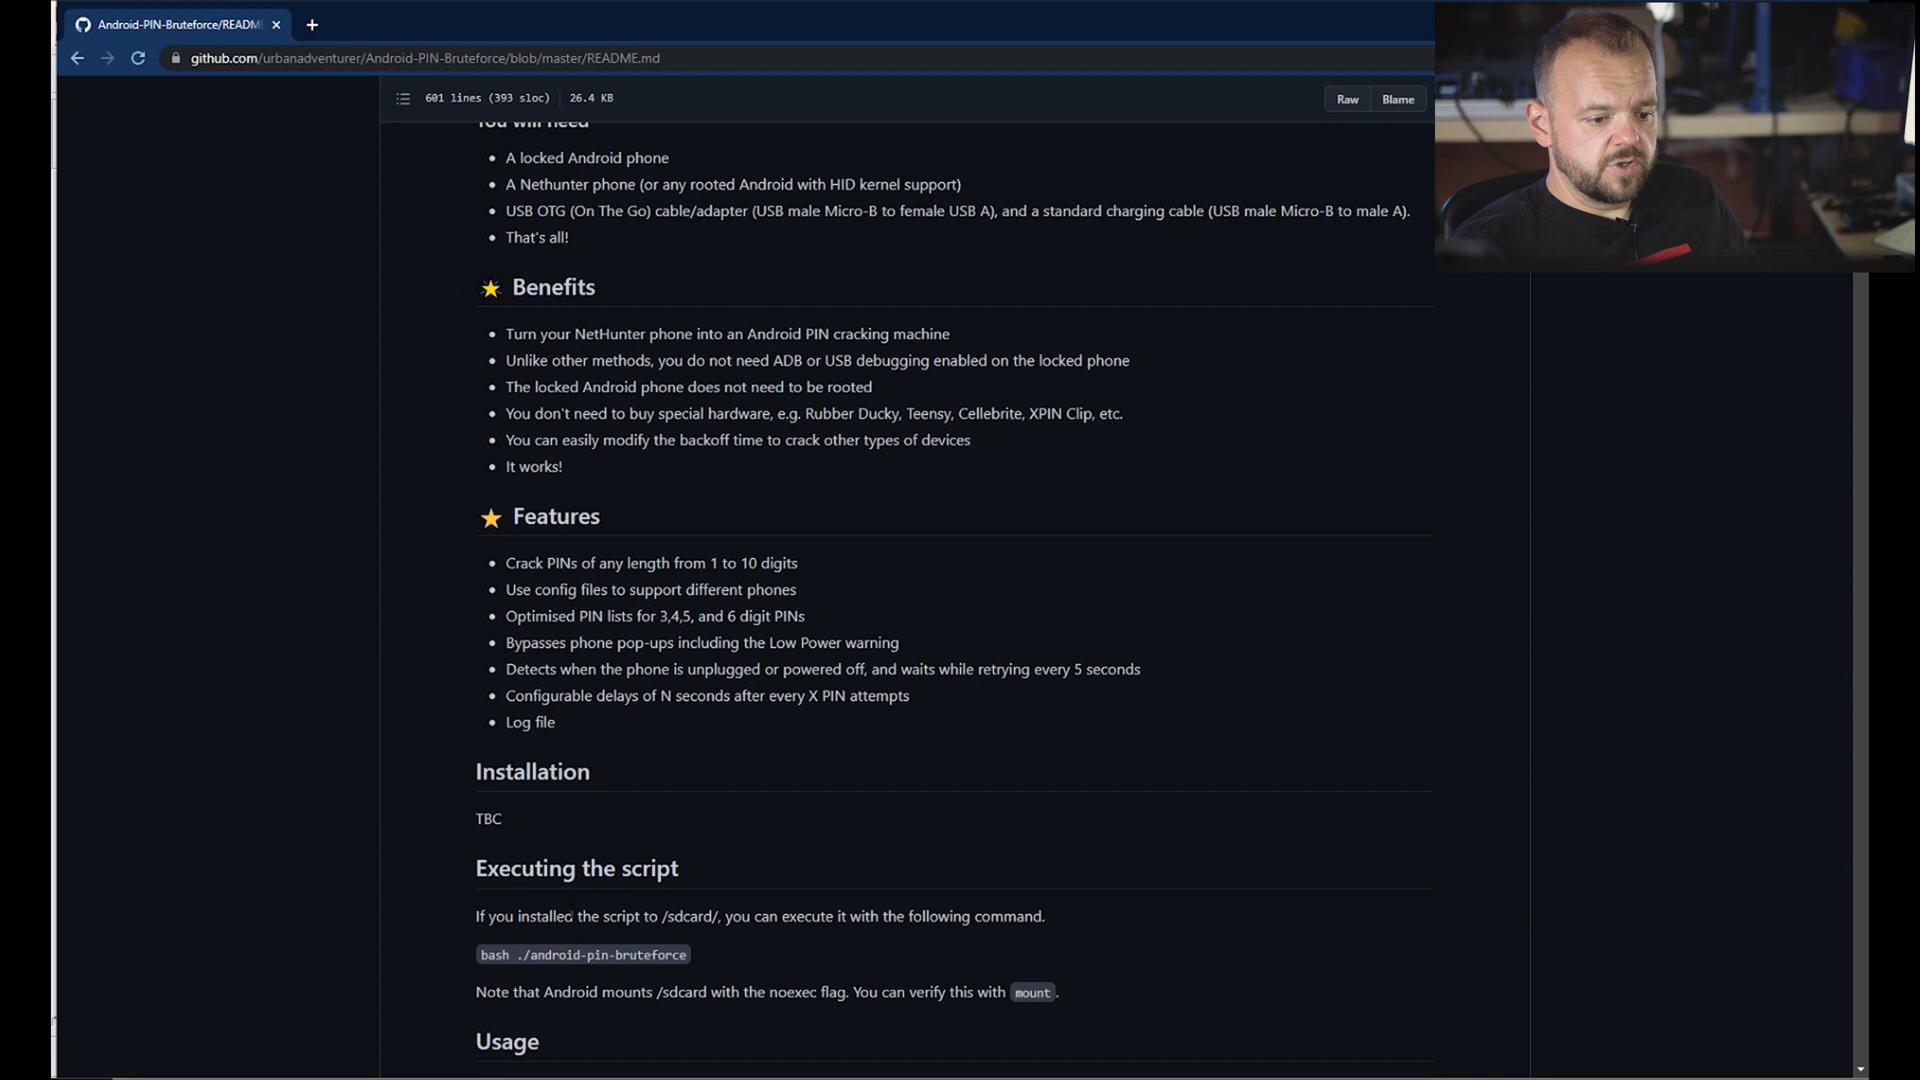 Android-PIN-Bruteforce/READM
github.com/urbanadventurer/Android-PIN-Bruteforce/blob/master/README.md
601 lines (393 sloc) 26.4 KB
Raw Blame
You will need
A locked Android phone
A Nethunter phone (or any rooted Android with HID kernel support)
USB OTG (On The Go) cable/adapter (USB male Micro-B to female USB A), and a standard charging cable (USB male Micro-B to male A).
That's all!
Benefits
Turn your NetHunter phone into an Android PIN cracking machine
Unlike other methods, you do not need ADB or USB debugging enabled on the locked phone
The locked Android phone does not need to be rooted
You don't need to buy special hardware, e.g. Rubber Ducky, Teensy, Cellebrite, XPIN Clip, etc.
You can easily modify the backoff time to crack other types of devices
It works!
Features
Crack PINs of any length from 1 to 10 digits
Use config files to support different phones
Optimised PIN lists for 3,4,5, and 6 digit PINs
Bypasses phone pop-ups including the Low Power warning
Detects when the phone is unplugged or powered off, and waits while retrying every 5 seconds
Configurable delays of N seconds after every X PIN attempts
Log file
Installation
TBC
Executing the script
If you installed the script to /sdcard/, you can execute it with the following command.
bash ./android-pin-bruteforce
Note that Android mounts /sdcard with the noexec flag. You can verify this with mount.
Usage